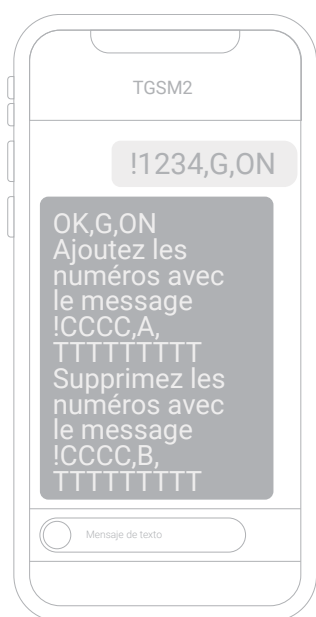 TGSM2
!1234,G,ON
OK,G,ON
Ajoutez les
numéros avec
le message
!CCCC,A,
TTTTTTTTT
Supprimez les
numéros avec
le message
!CCCC,B,
TTTTTTTTT
Mensaje de texto